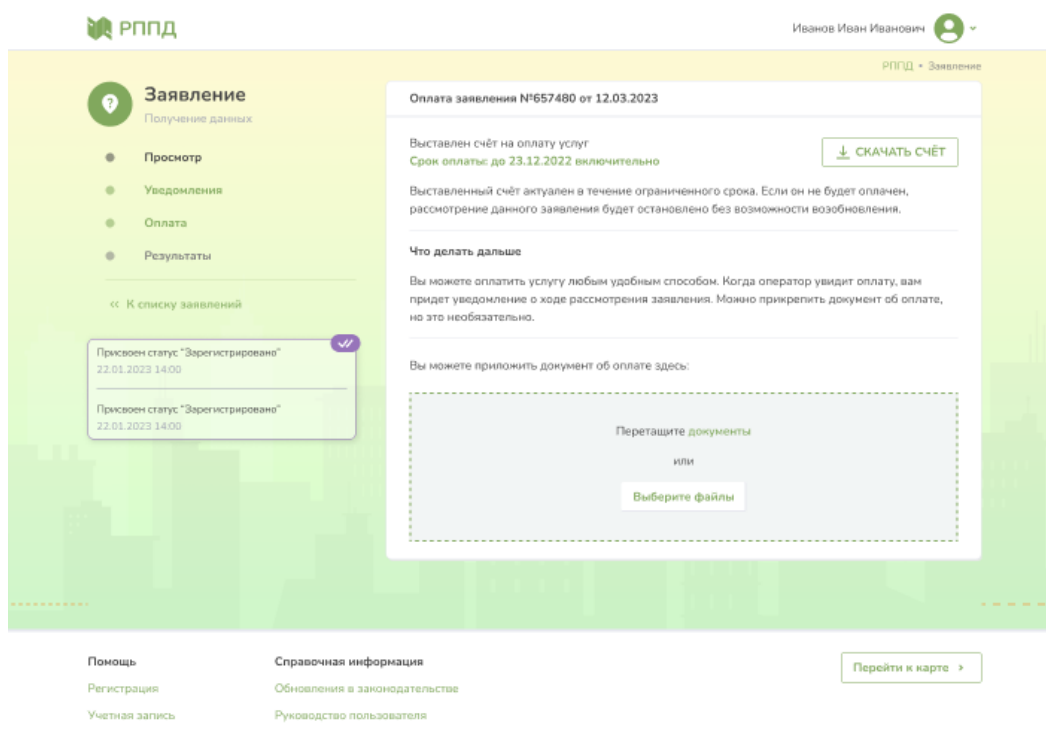 РППД
Иванов Иван Иванович
РППД • Заявление
Заявление
Получение данных
Просмотр
Уведомления
Оплата
Результаты
<< К списку заявлений
Присвоен статус "Зарегистрировано"
22.01.2023 14:00
Присвоен статус "Зарегистрировано"
22.01.2023 14:00
Оплата заявления №657480 от 12.03.2023
Выставлен счёт на оплату услуг
Срок оплаты: до 23.12.2022 включительно
СКАЧАТЬ СЧЁТ
Выставленный счёт актуален в течение ограниченного срока. Если он не будет оплачен,
рассмотрение данного заявления будет остановлено без возможности возобновления.
Что делать дальше
Вы можете оплатить услугу любым удобным способом. Когда оператор увидит оплату, вам
придет уведомление о ходе рассмотрения заявления. Можно прикрепить документ об оплате,
но это необязательно.
Вы можете приложить документ об оплате здесь:
Перетащите документы
или
Выберите файлы
Помощь
Регистрация
Учетная запись
Справочная информация
Обновления в законодательстве
Руководство пользователя
Перейти к карте >